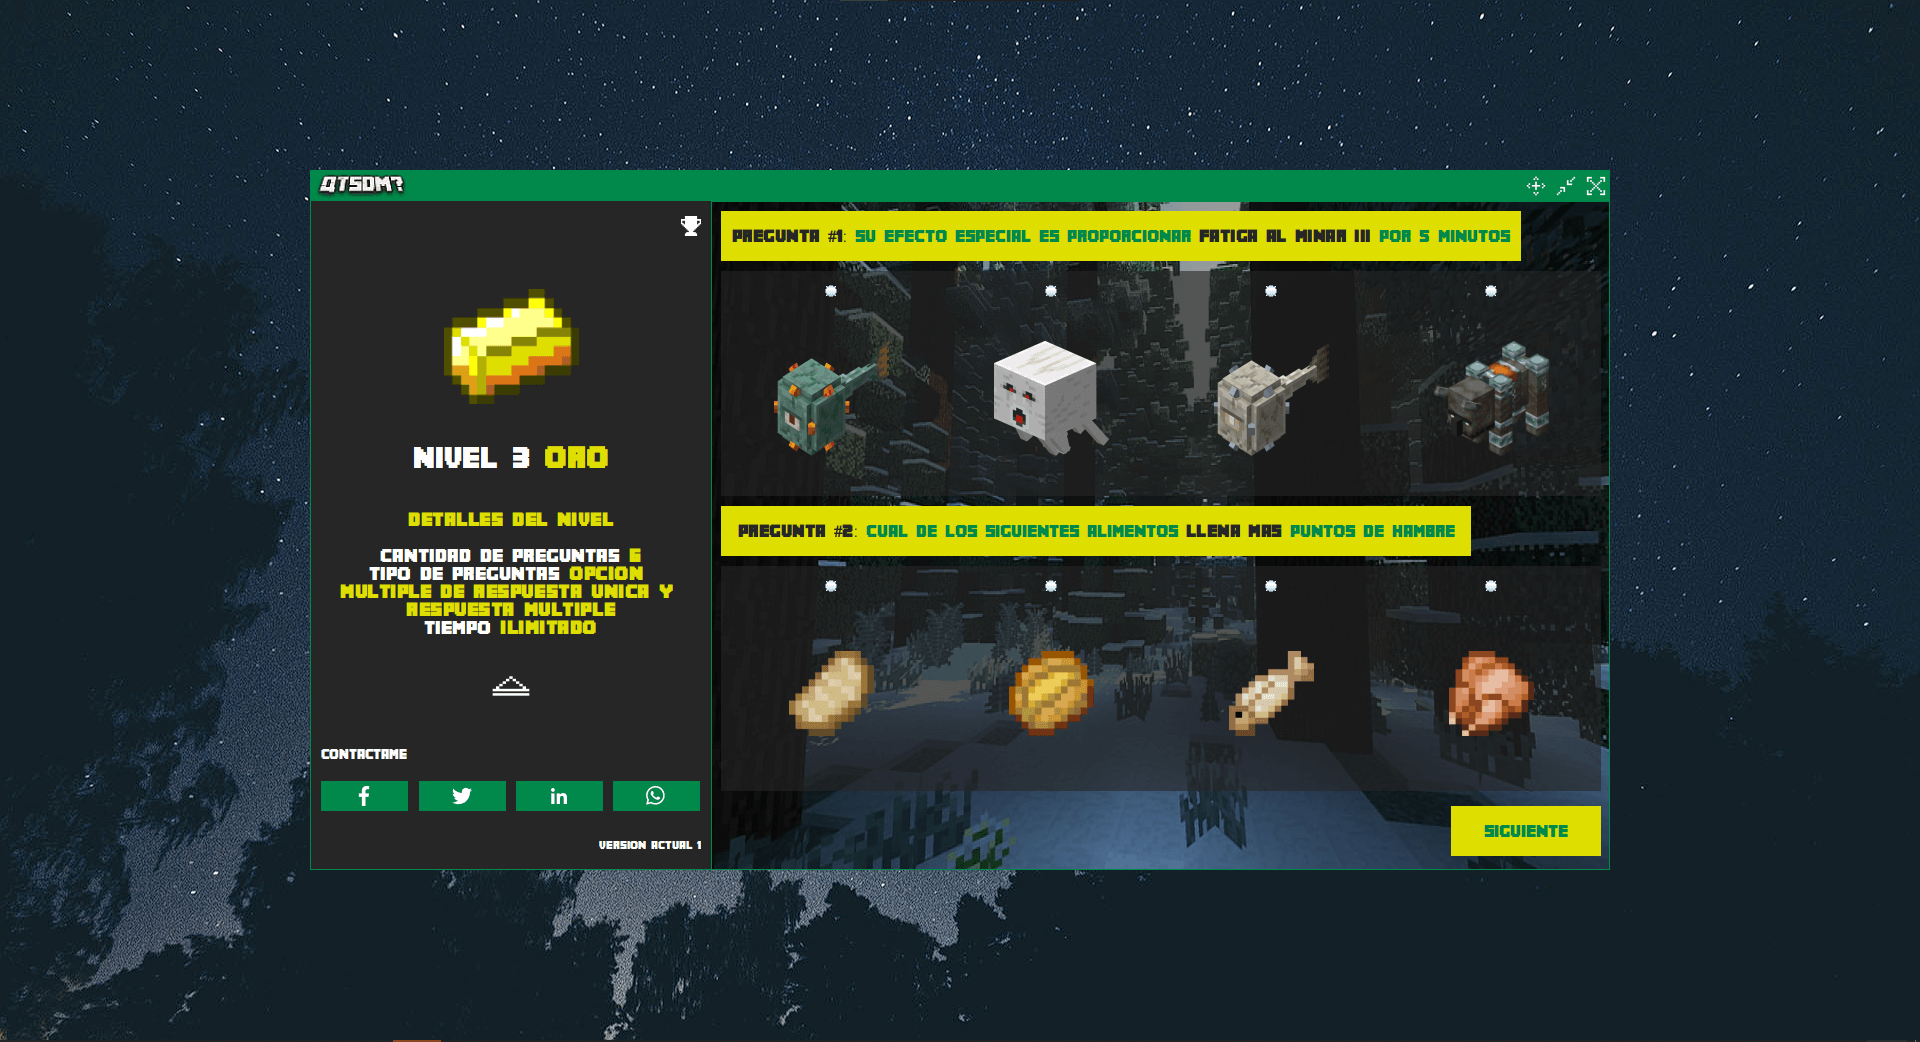 QTSDM?
NIVEL 3 ORO
DETALLES DEL NIVEL
CANTIDAD DE PREGUNTAS 6
TIPO DE PREGUNTAS OPCION
MULTIPLE DE RESPUESTA UNICA Y
RESPUESTA MULTIPLE
TIEMPO ILIMITADO
CONTACTAME
VERSION ACTUAL 1
PREGUNTA #1: SU EFECTO ESPECIAL ES PROPORCIONAR FATIGA AL MINAR III POR 5 MINUTOS
PREGUNTA #2: CUAL DE LOS SIGUIENTES ALIMENTOS LLENA MAS PUNTOS DE HAMBRE
SIGUIENTE